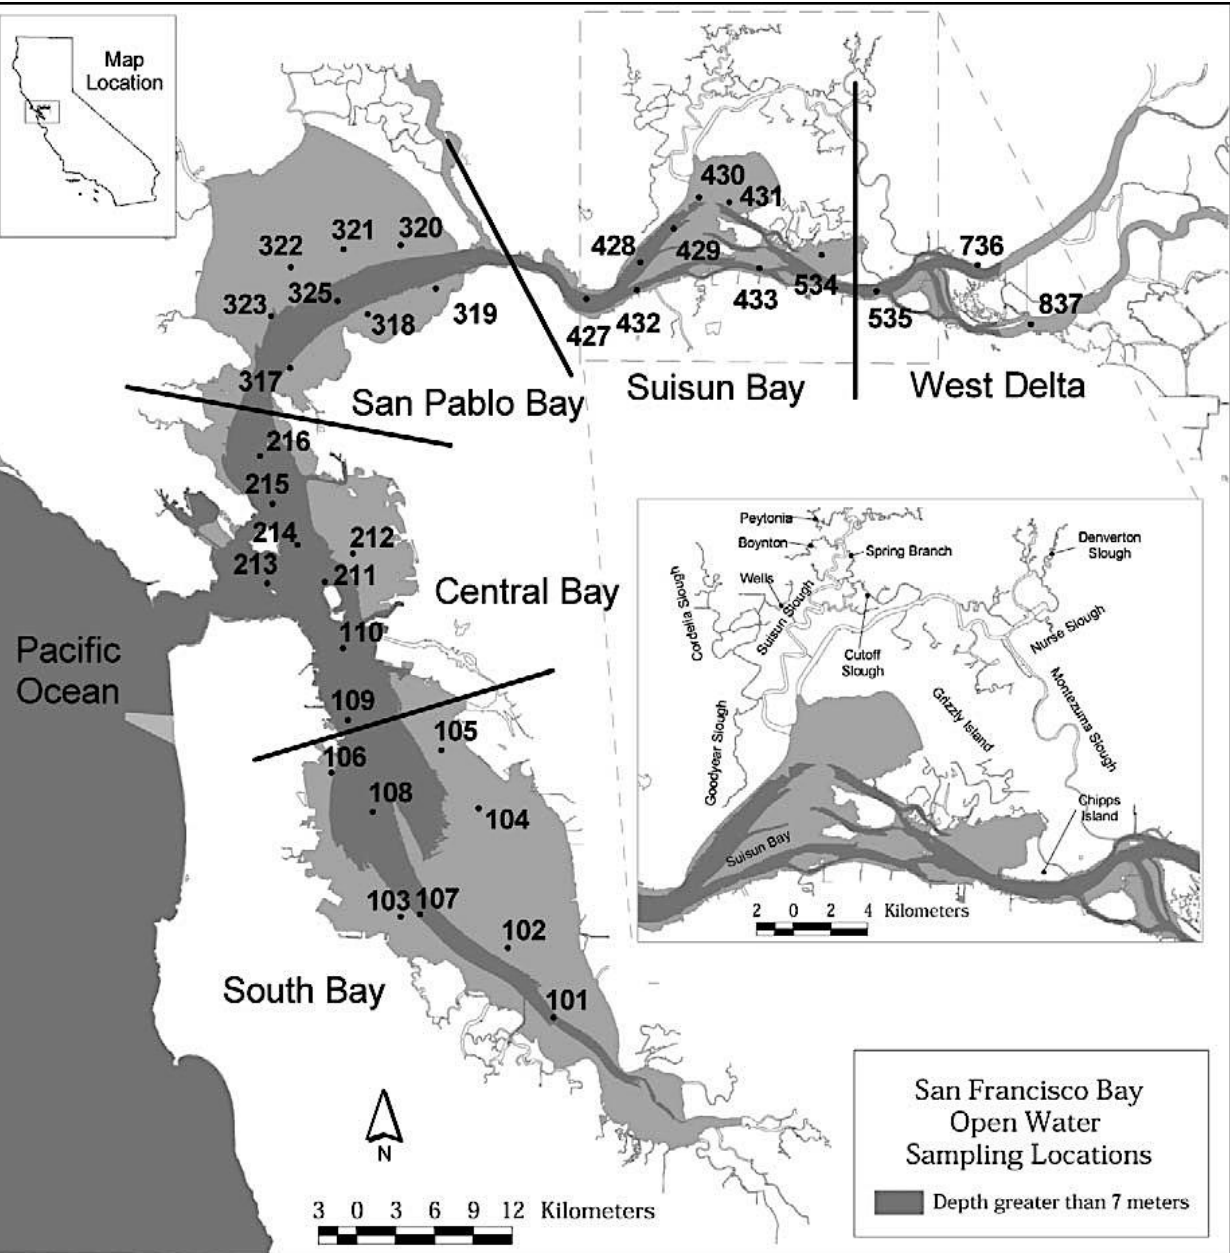 Map
Location
430
431
321
320
322
428
429
736
323
325
318
319
427
432
433
534
535
837
317
San Pablo Bay
Suisun Bay
West Delta
216
215
214
212
213
211
Central Bay
110
Pacific
Ocean
109
105
106
108
104
103
107
102
101
South Bay
Peytonia
Boynton
Spring Branch
Denverton
Slough
Wells
Cordelia Slough
Suisun Slough
Cutoff
Slough
Nurse Slough
Montezuma Slough
Grizzly Island
Goodyear Slough
Chipps
Island
Suisun Bay
2 0 2 4 Kilometers
N
3 0 3 6 9 12 Kilometers
San Francisco Bay
Open Water
Sampling Locations
Depth greater than 7 meters